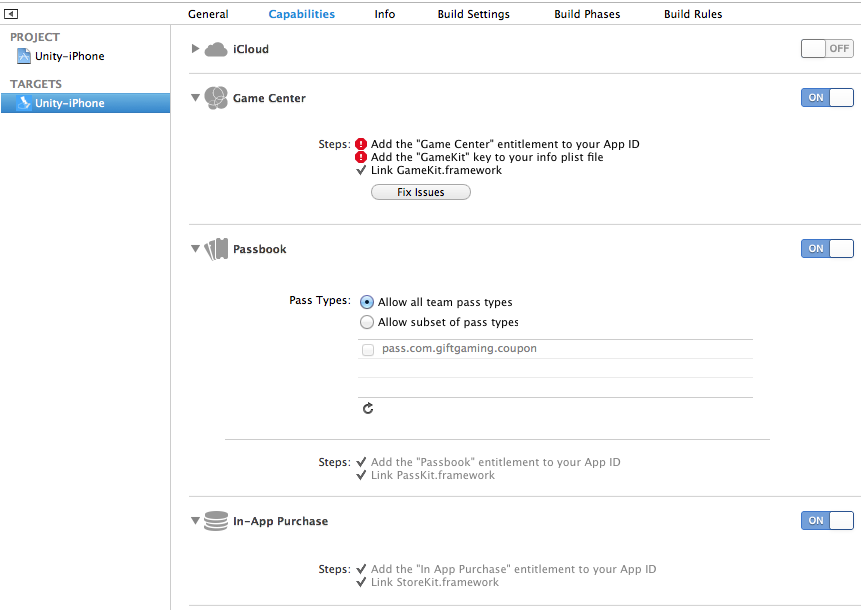 General Capabilities Info Build Settings Build Phases Build Rules
PROJECT
Unity-iPhone
TARGETS
Unity-iPhone
iCloud OFF
Game Center ON
Steps: Add the "Game Center" entitlement to your App ID
Add the "GameKit" key to your info plist file
Link GameKit.framework
Fix Issues
Passbook ON
Pass Types: Allow all team pass types
Allow subset of pass types
pass.com.giftgaming.coupon
Steps: Add the "Passbook" entitlement to your App ID
Link PassKit.framework
In-App Purchase ON
Steps: Add the "In App Purchase" entitlement to your App ID
Link StoreKit.framework